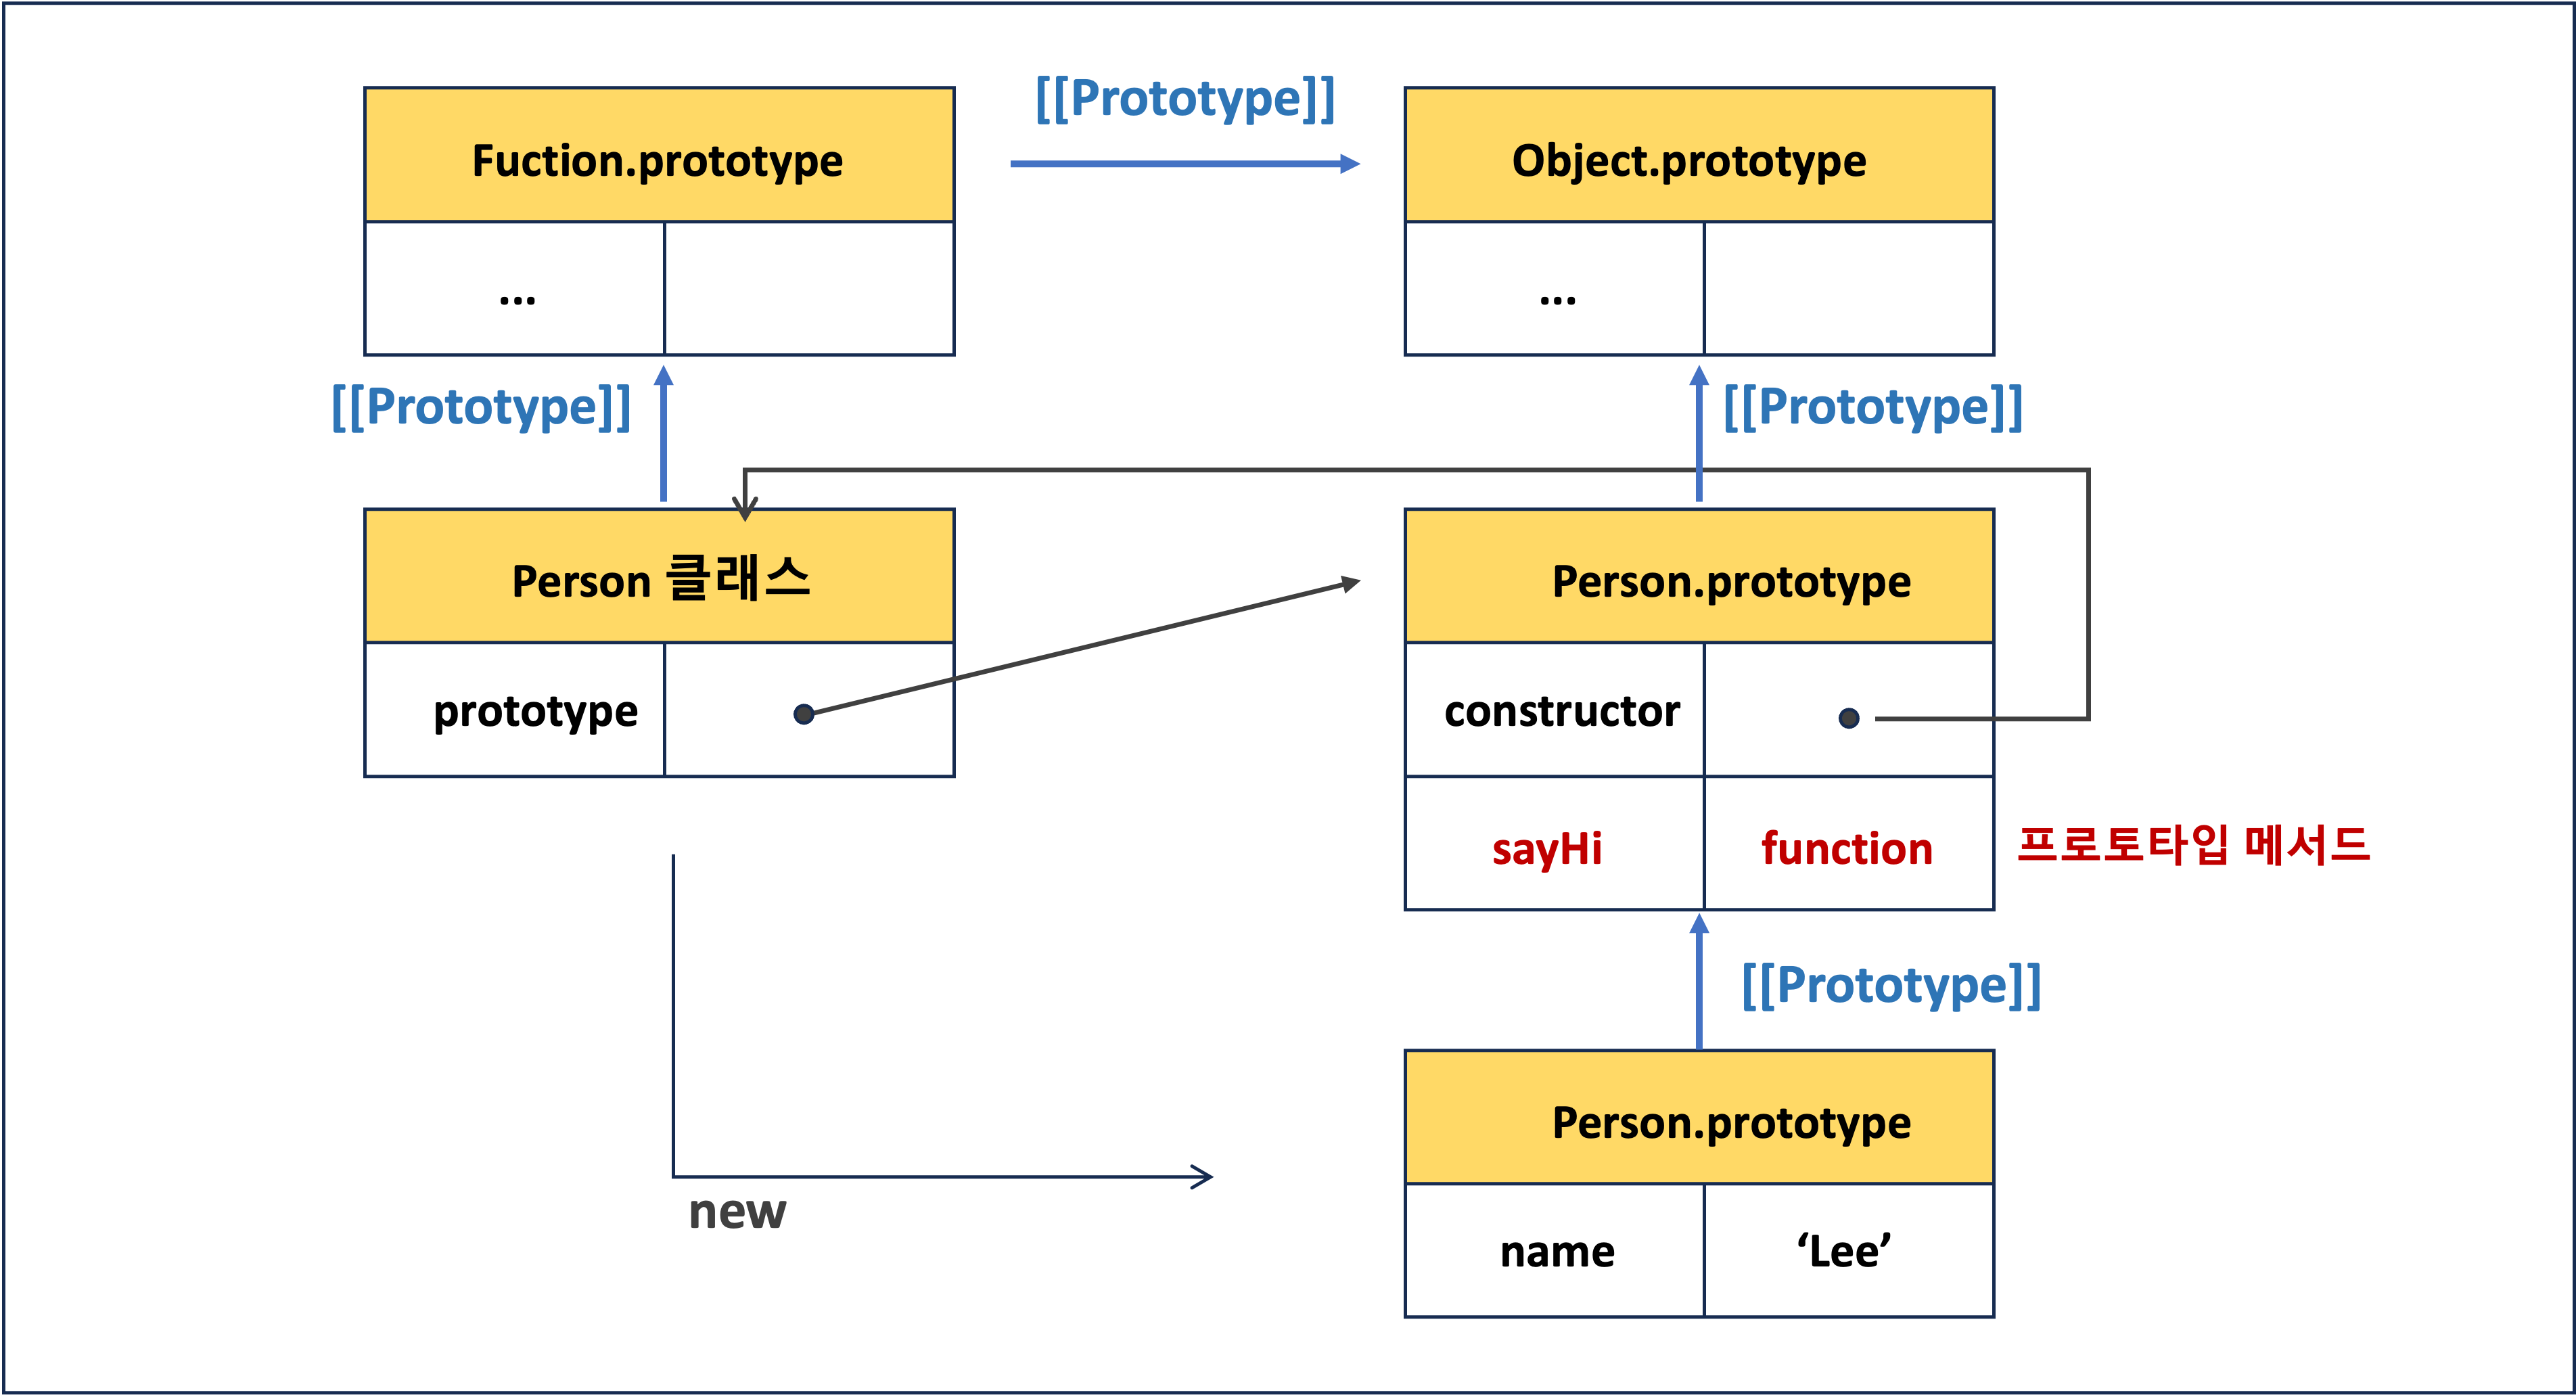 [[Prototype]]
Fuction.prototype
Object.prototype
...
...
[[Prototype]]
[[Prototype]]
Person 클래스
Person.prototype
prototype
constructor
sayHi
function
프로토타입 메서드
[[Prototype]]
Person.prototype
new
name
‘Lee’